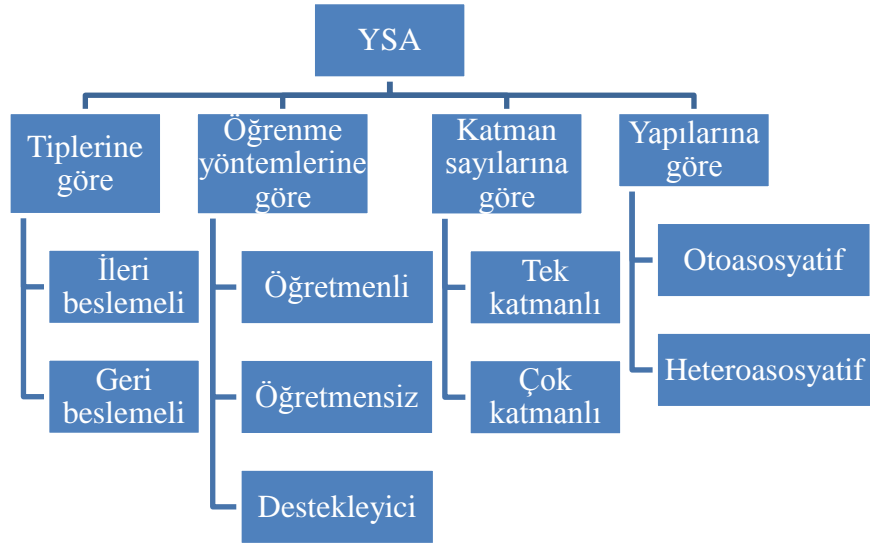 YSA
Tiplerine
göre
İleri
beslemeli
Geri
beslemeli
Öğrenme
yöntemlerine
göre
Öğretmenli
Öğretmensiz
Destekleyici
Katman
sayılarına
göre
Tek
katmanlı
Çok
katmanlı
Yapılarına
göre
Otoasosyatif
Heteroasosyatif